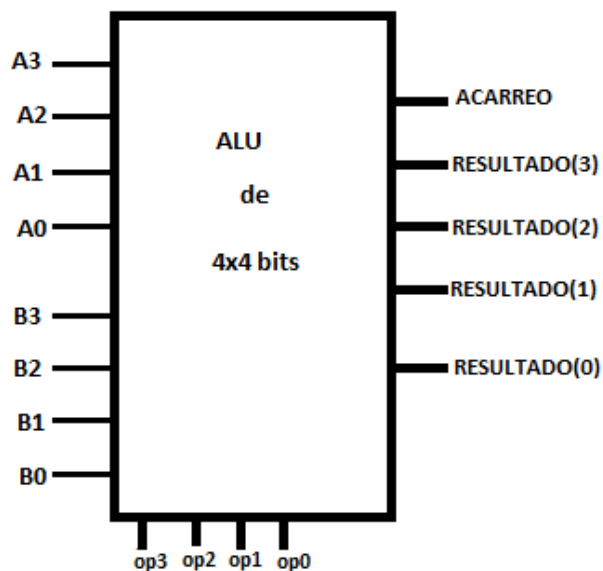 A3
A2
A1
A0
B3
B2
B1
B0
ALU
de
4x4 bits
ACARREO
RESULTADO(3)
RESULTADO(2)
RESULTADO(1)
RESULTADO(0)
op3
op2
op1
op0